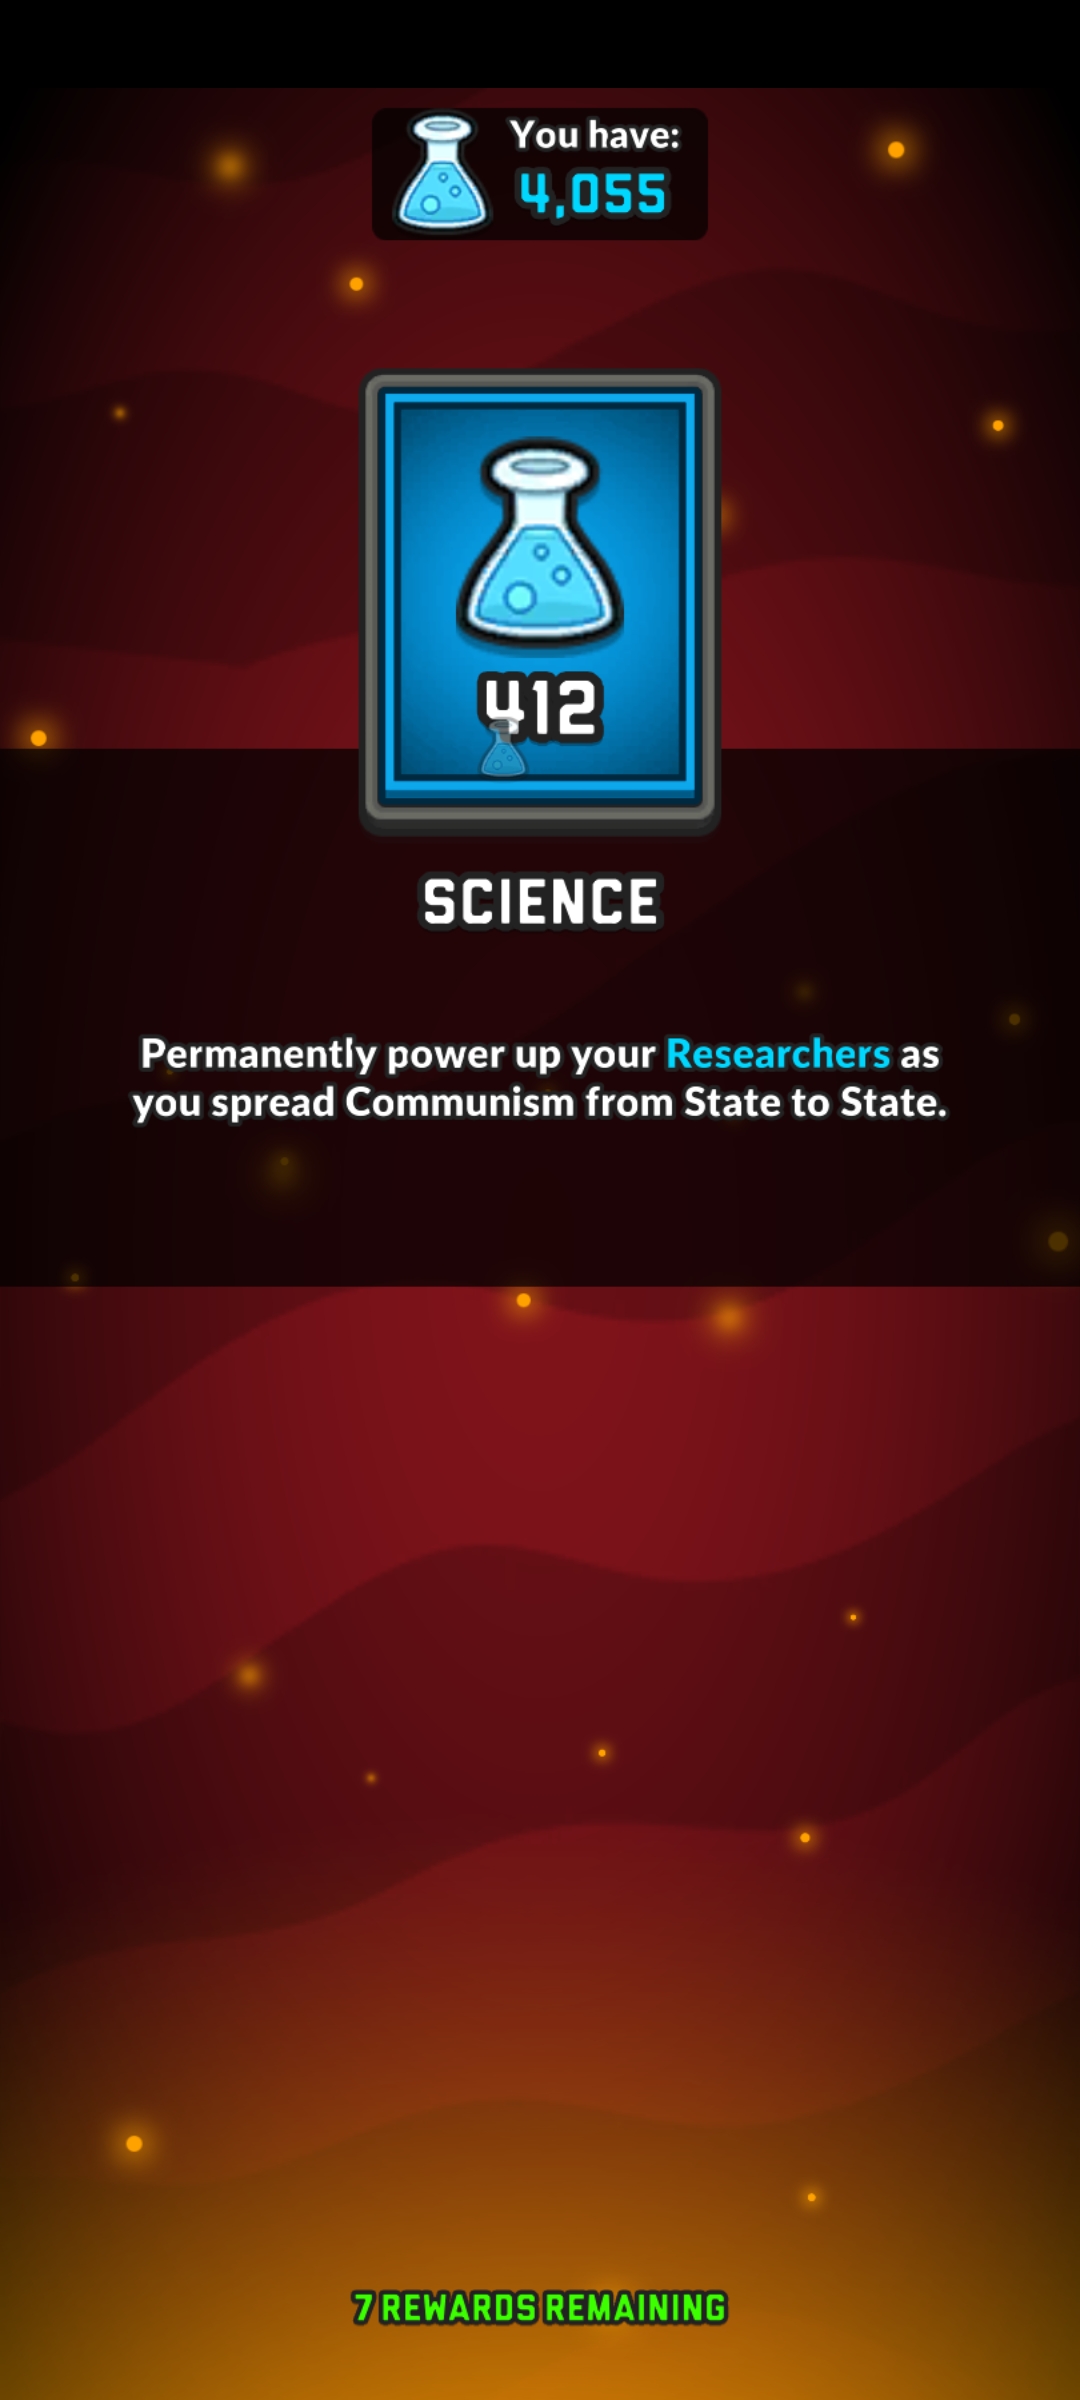 You have:
4,055
412
SCIENCE
Permanently power up your Researchers as
you spread Communism from State to State.
7 REWARDS REMAINING